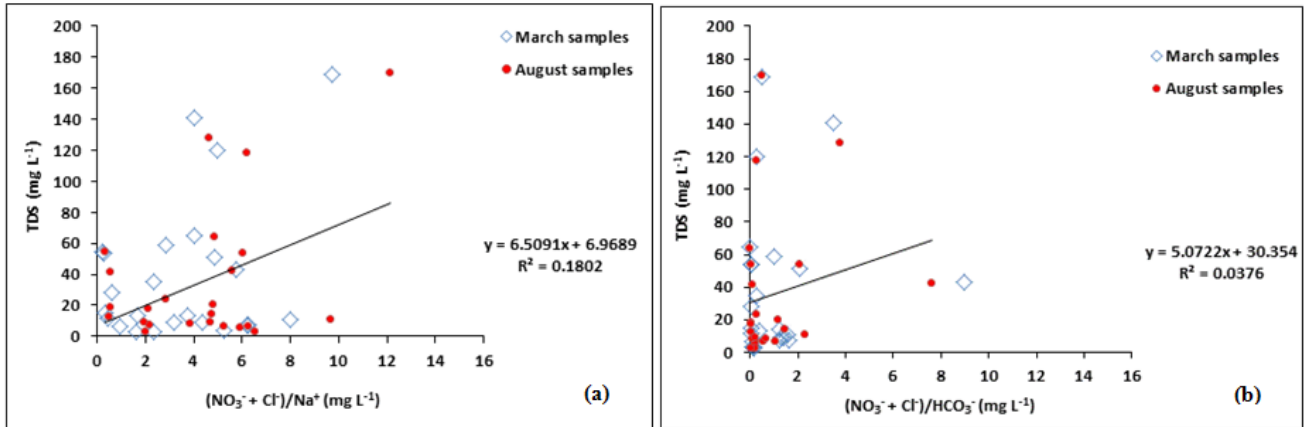 200
180
160
140
120
100
80
60
40
20
0
TDS (mg L⁻¹)
March samples
August samples
y = 6.5091x + 6.9689
R² = 0.1802
0 2 4 6 8 10 12 14 16
(NO₃⁻ + Cl⁻)/Na⁺ (mg L⁻¹)
(a)
200
180
160
140
120
100
80
60
40
20
0
TDS (mg L⁻¹)
March samples
August samples
y = 5.0722x + 30.354
R² = 0.0376
0 2 4 6 8 10 12 14 16
(NO₃⁻ + Cl⁻)/HCO₃⁻ (mg L⁻¹)
(b)